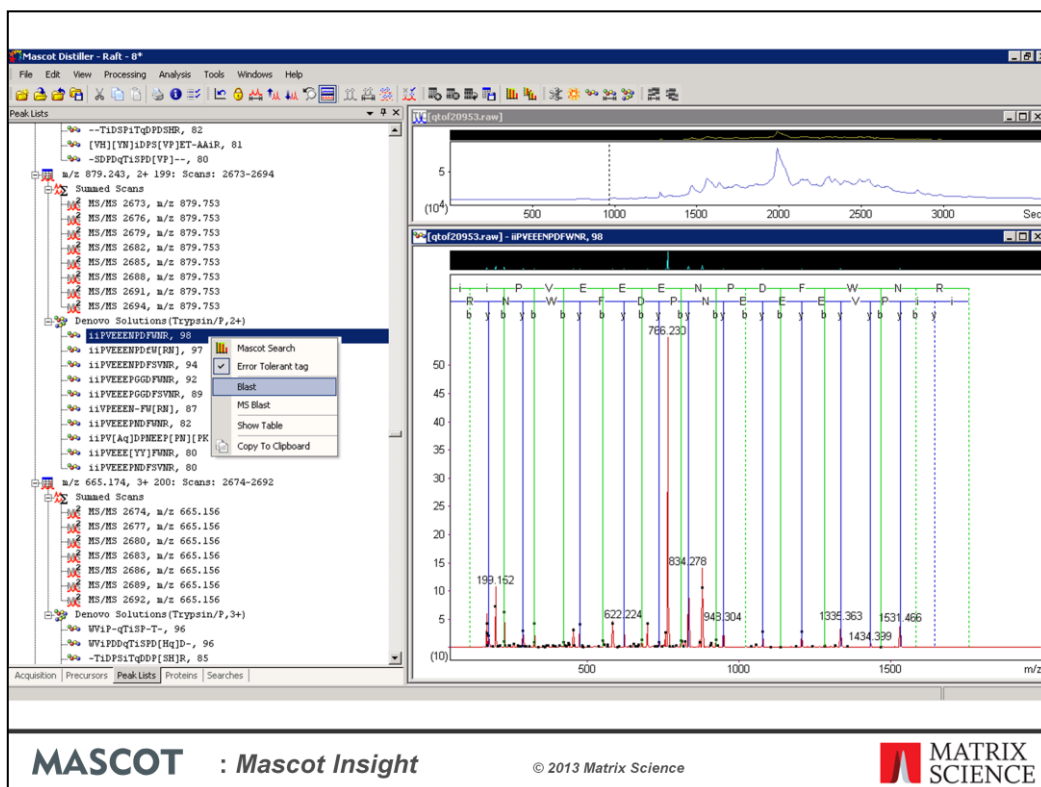 Mascot Distiller - Raft - 8*
File Edit View Processing Analysis Tools Windows Help
Peak Lists
--TiDSPiTqDPDSHR, 82
[VH][YN]iDPS[VP]ET-AAiR, 81
-SDPDqTiSPD[VP]--, 80
m/z 879.243, 2+ 199: Scans: 2673-2694
Summed Scans
MS/MS 2673, m/z 879.753
MS/MS 2676, m/z 879.753
MS/MS 2679, m/z 879.753
MS/MS 2682, m/z 879.753
MS/MS 2685, m/z 879.753
MS/MS 2688, m/z 879.753
MS/MS 2691, m/z 879.753
MS/MS 2694, m/z 879.753
Denovo Solutions(Trypsin/P,2+)
iiPVEEENPDFWNR, 98
iiPVEEENPDfW[RN], 97
iiPVEEENPDFSVNR, 94
iiPVEEEPGGDFWNR, 92
iiPVEEEPGGDFSVNR, 89
iiVPEEEN-FW[RN], 87
iiPVEEEPNDFWNR, 82
iiPV[Aq]DPNEEP[PN][PK
iiPVEEE[YY]FWNR, 80
iiPVEEEPNDFSVNR, 80
m/z 665.174, 3+ 200: Scans: 2674-2692
Summed Scans
MS/MS 2674, m/z 665.156
MS/MS 2677, m/z 665.156
MS/MS 2680, m/z 665.156
MS/MS 2683, m/z 665.156
MS/MS 2686, m/z 665.156
MS/MS 2689, m/z 665.156
MS/MS 2692, m/z 665.156
Denovo Solutions(Trypsin/P,3+)
WViP-qTiSP-T-, 96
WViPDDqTiSPD[Hq]D-, 96
-TiDPSiTqDDP[SH]R, 85
Acquisition Precursors Peak Lists Proteins Searches
Mascot Search
Error Tolerant tag
Blast
MS Blast
Show Table
Copy To Clipboard
[qtof20953.raw]
5
(10⁴)
500 1000 1500 2000 2500 3000 Sec
[qtof20953.raw] - iiPVEEENPDFWNR, 98
i i P V E E E N P D F W N R
R N W F D P N E E E V P i i
b y b y b y b y b y b y b y b y b y b y b y b y b y
766.230
50
45
40
35
30
25
20
15
10
5
(10)
834.278
199.162
622.224
948.304
1335.363
1434.399
1531.466
500 1000 1500 m/z
MASCOT : Mascot Insight © 2013 Matrix Science
MATRIX
SCIENCE